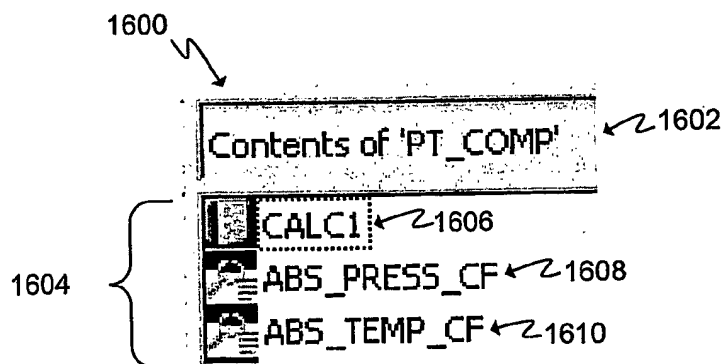 1600
Contents of 'PT_COMP' 1602
CALC1 1606
1604
ABS_PRESS_CF 1608
ABS_TEMP_CF 1610